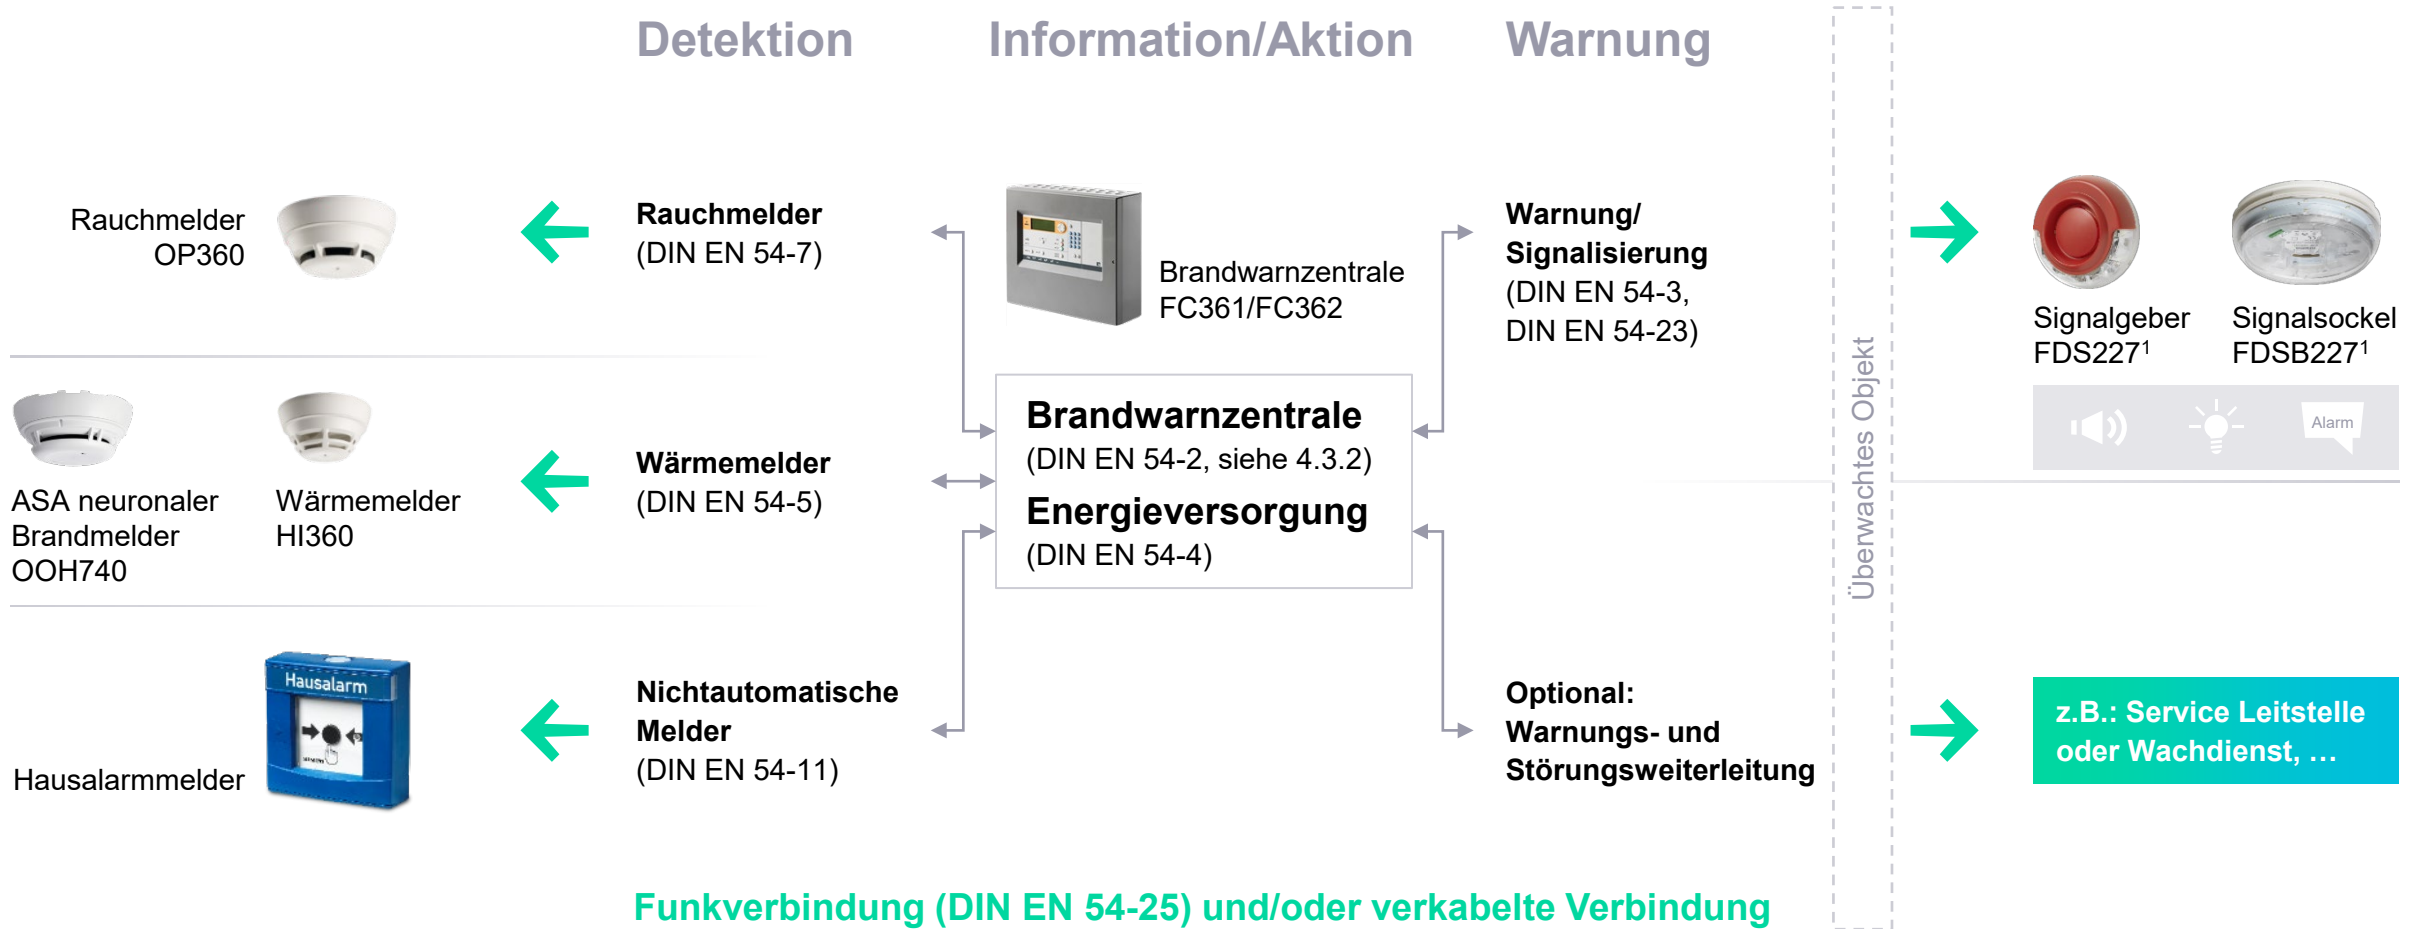 Detektion
Information/Aktion
Warnung
Rauchmelder
OP360
Rauchmelder
(DIN EN 54-7)
Brandwarnzentrale
FC361/FC362
Warnung/
Signalisierung
(DIN EN 54-3,
DIN EN 54-23)
Überwachtes Objekt
Signalgeber
FDS227¹
Signalsockel
FDSB227¹
Alarm
ASA neuronaler
Brandmelder
OOH740
Wärmemelder
HI360
Wärmemelder
(DIN EN 54-5)
Brandwarnzentrale
(DIN EN 54-2, siehe 4.3.2)
Energieversorgung
(DIN EN 54-4)
Hausalarmmelder
Hausalarm
Nichtautomatische
Melder
(DIN EN 54-11)
Optional:
Warnungs- und
Störungsweiterleitung
z.B.: Service Leitstelle
oder Wachdienst, …
Funkverbindung (DIN EN 54-25) und/oder verkabelte Verbindung